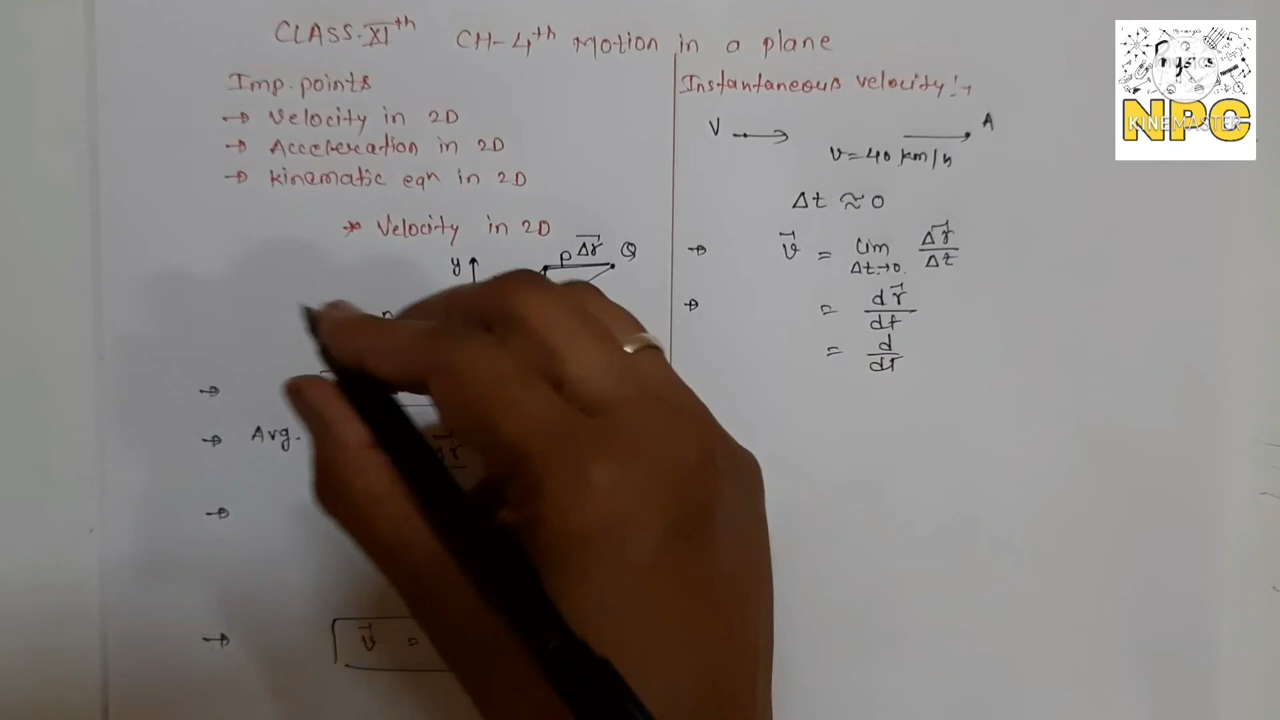 CLASS. XIth CH-4th Motion in a plane
Imp. points
→ Velocity in 2D
→ Acceleration in 2D
→ Kinematic eqn in 2D
* Velocity in 2D
y P Δr⃗ Q
→
→ Avg.
→
→ v⃗ =
Instantaneous velocity :→
V → A
v = 40 km/h
Δt ≈ 0
→ v⃗ = Lim Δt→0. Δr⃗/Δt
→ = dr⃗/dt
= d/dt
Physics
NPC
KINEMASTER